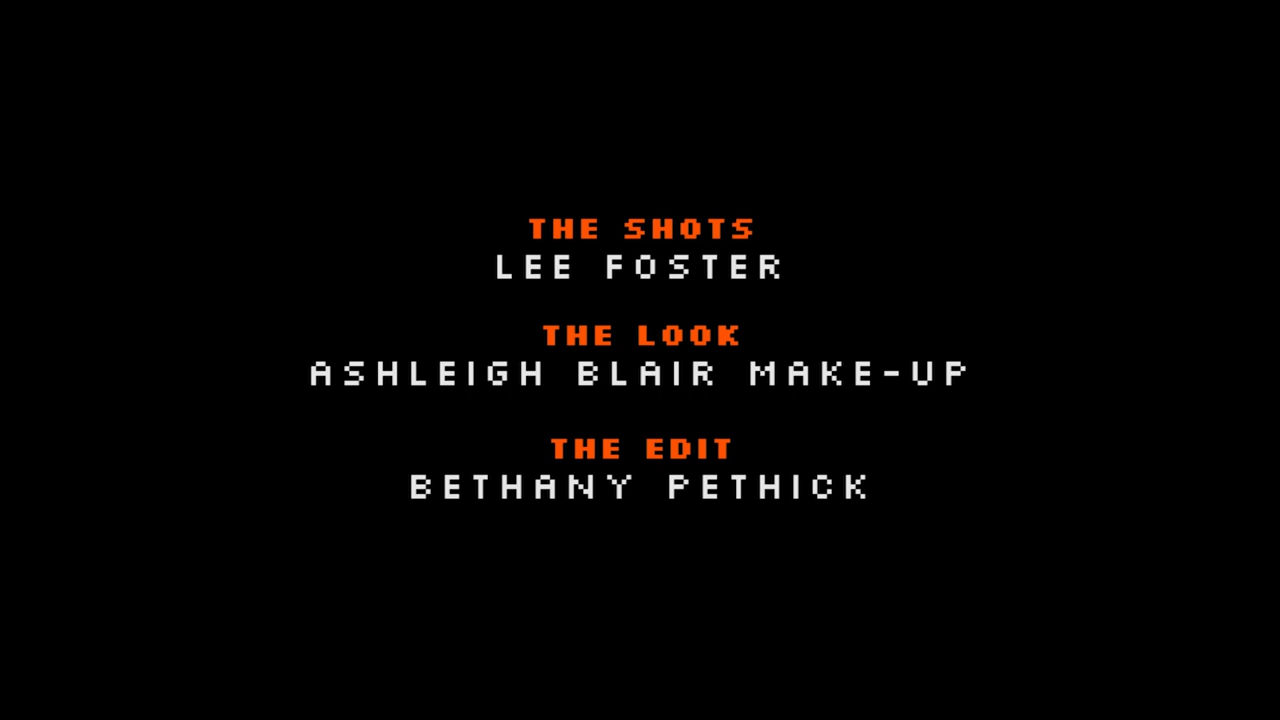 THE SHOTS
LEE FOSTER
THE LOOK
ASHLEIGH BLAIR MAKE-UP
THE EDIT
BETHANY PETHICK